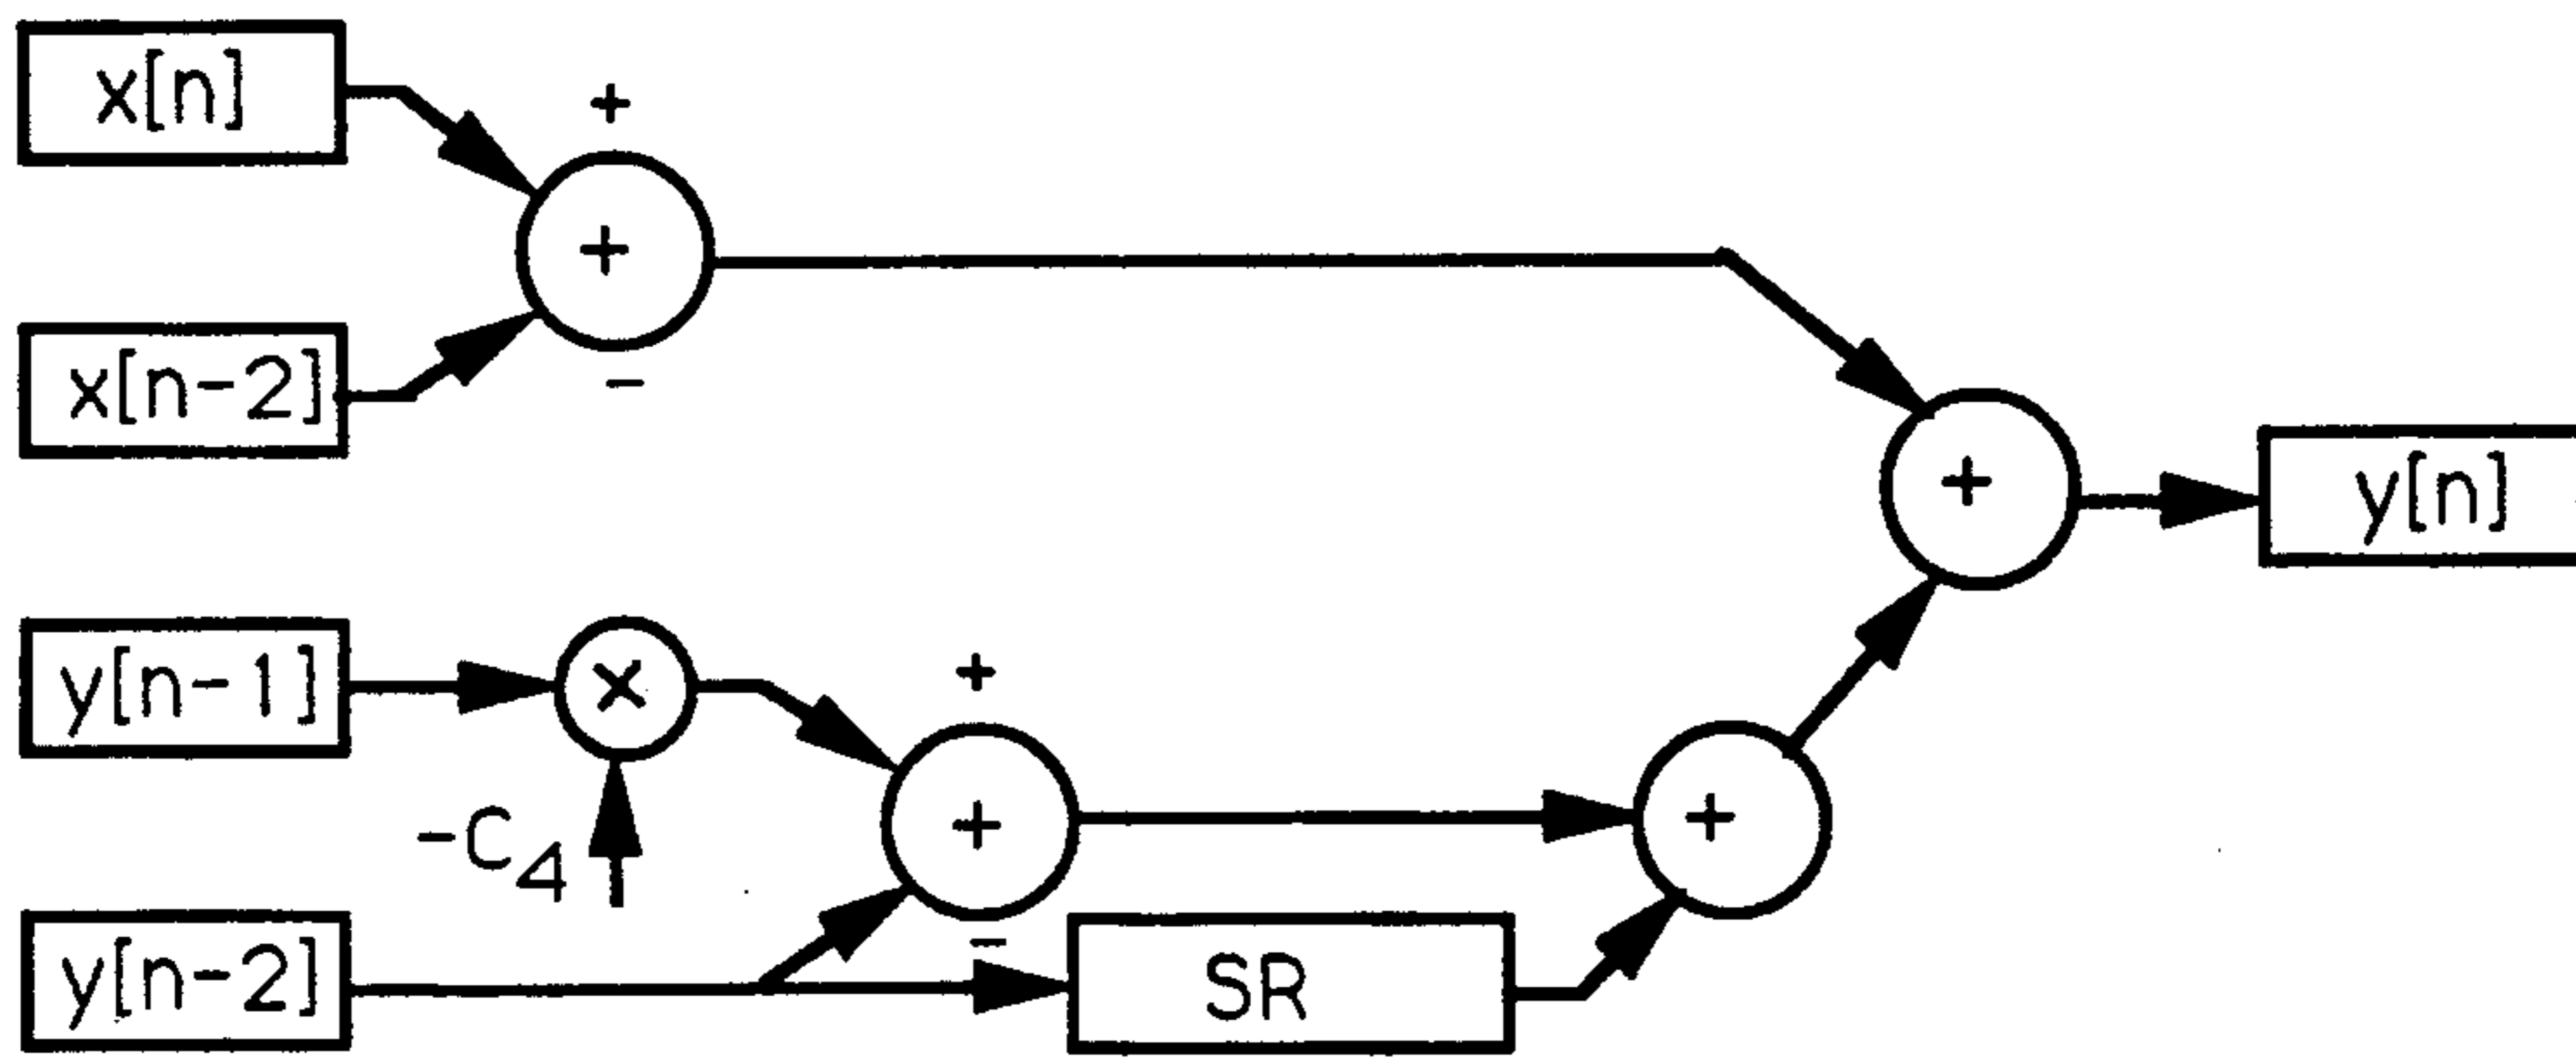 x[n]
+
+
x[n-2]
-
+
y[n]
y[n-1]
x
+
-C4
+
+
y[n-2]
-
SR